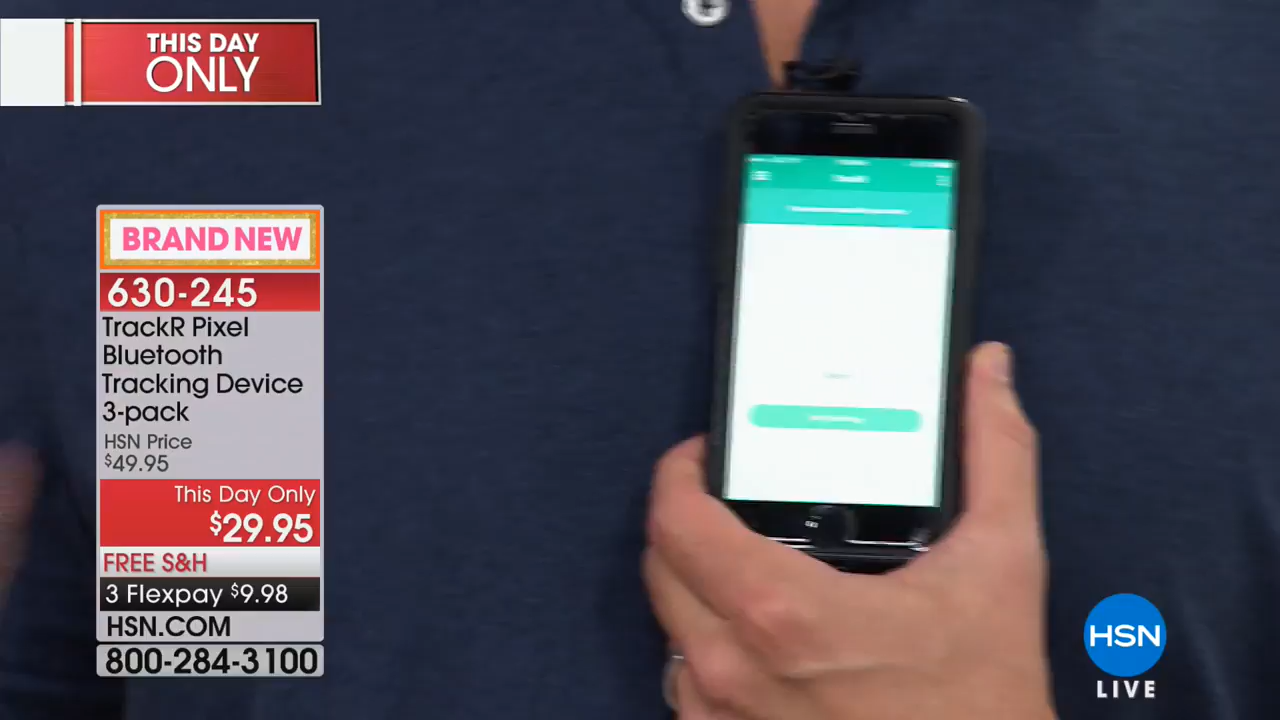 THIS DAY
ONLY
BRAND NEW
630-245
TrackR Pixel
Bluetooth
Tracking Device
3-pack
HSN Price
$49.95
This Day Only
$29.95
FREE S&H
3 Flexpay $9.98
HSN.COM
800-284-3100
HSN
LIVE